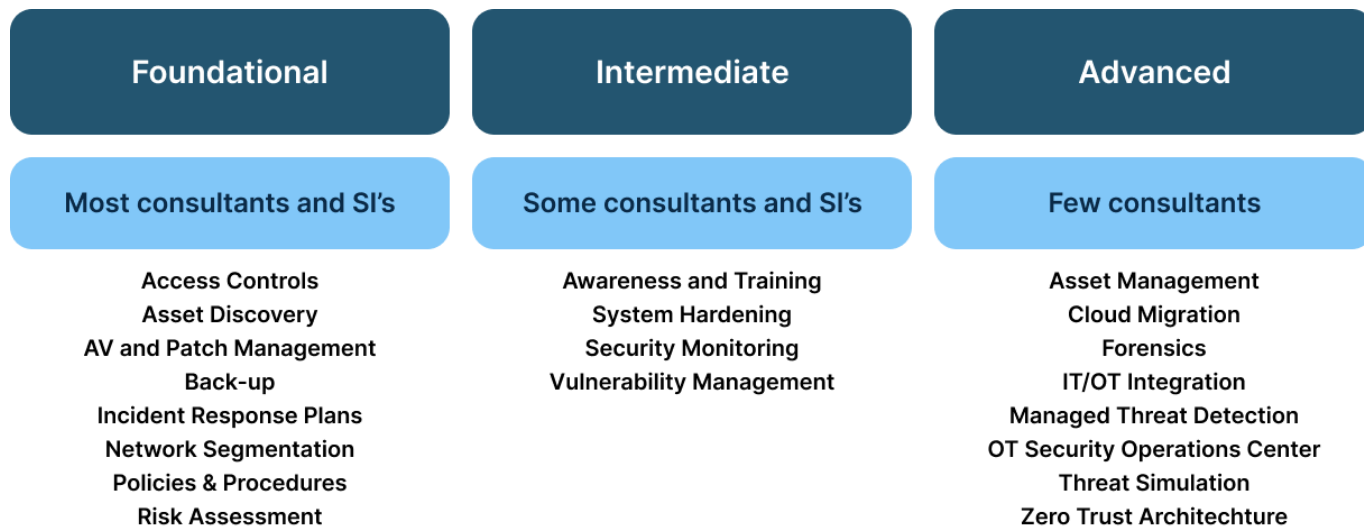 Foundational
Most consultants and SI’s
Access Controls
Asset Discovery
AV and Patch Management
Back-up
Incident Response Plans
Network Segmentation
Policies & Procedures
Risk Assessment
Intermediate
Some consultants and SI’s
Awareness and Training
System Hardening
Security Monitoring
Vulnerability Management
Advanced
Few consultants
Asset Management
Cloud Migration
Forensics
IT/OT Integration
Managed Threat Detection
OT Security Operations Center
Threat Simulation
Zero Trust Architechture